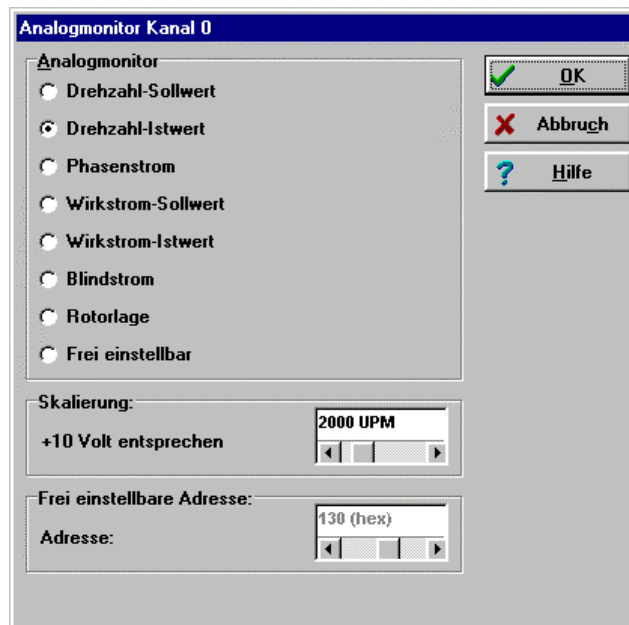 Analogmonitor Kanal 0
Analogmonitor
Drehzahl-Sollwert
Drehzahl-Istwert
Phasenstrom
Wirkstrom-Sollwert
Wirkstrom-Istwert
Blindstrom
Rotorlage
Frei einstellbar
Skalierung:
+10 Volt entsprechen
2000 UPM
Frei einstellbare Adresse:
Adresse:
130 (hex)
OK
Abbruch
? Hilfe